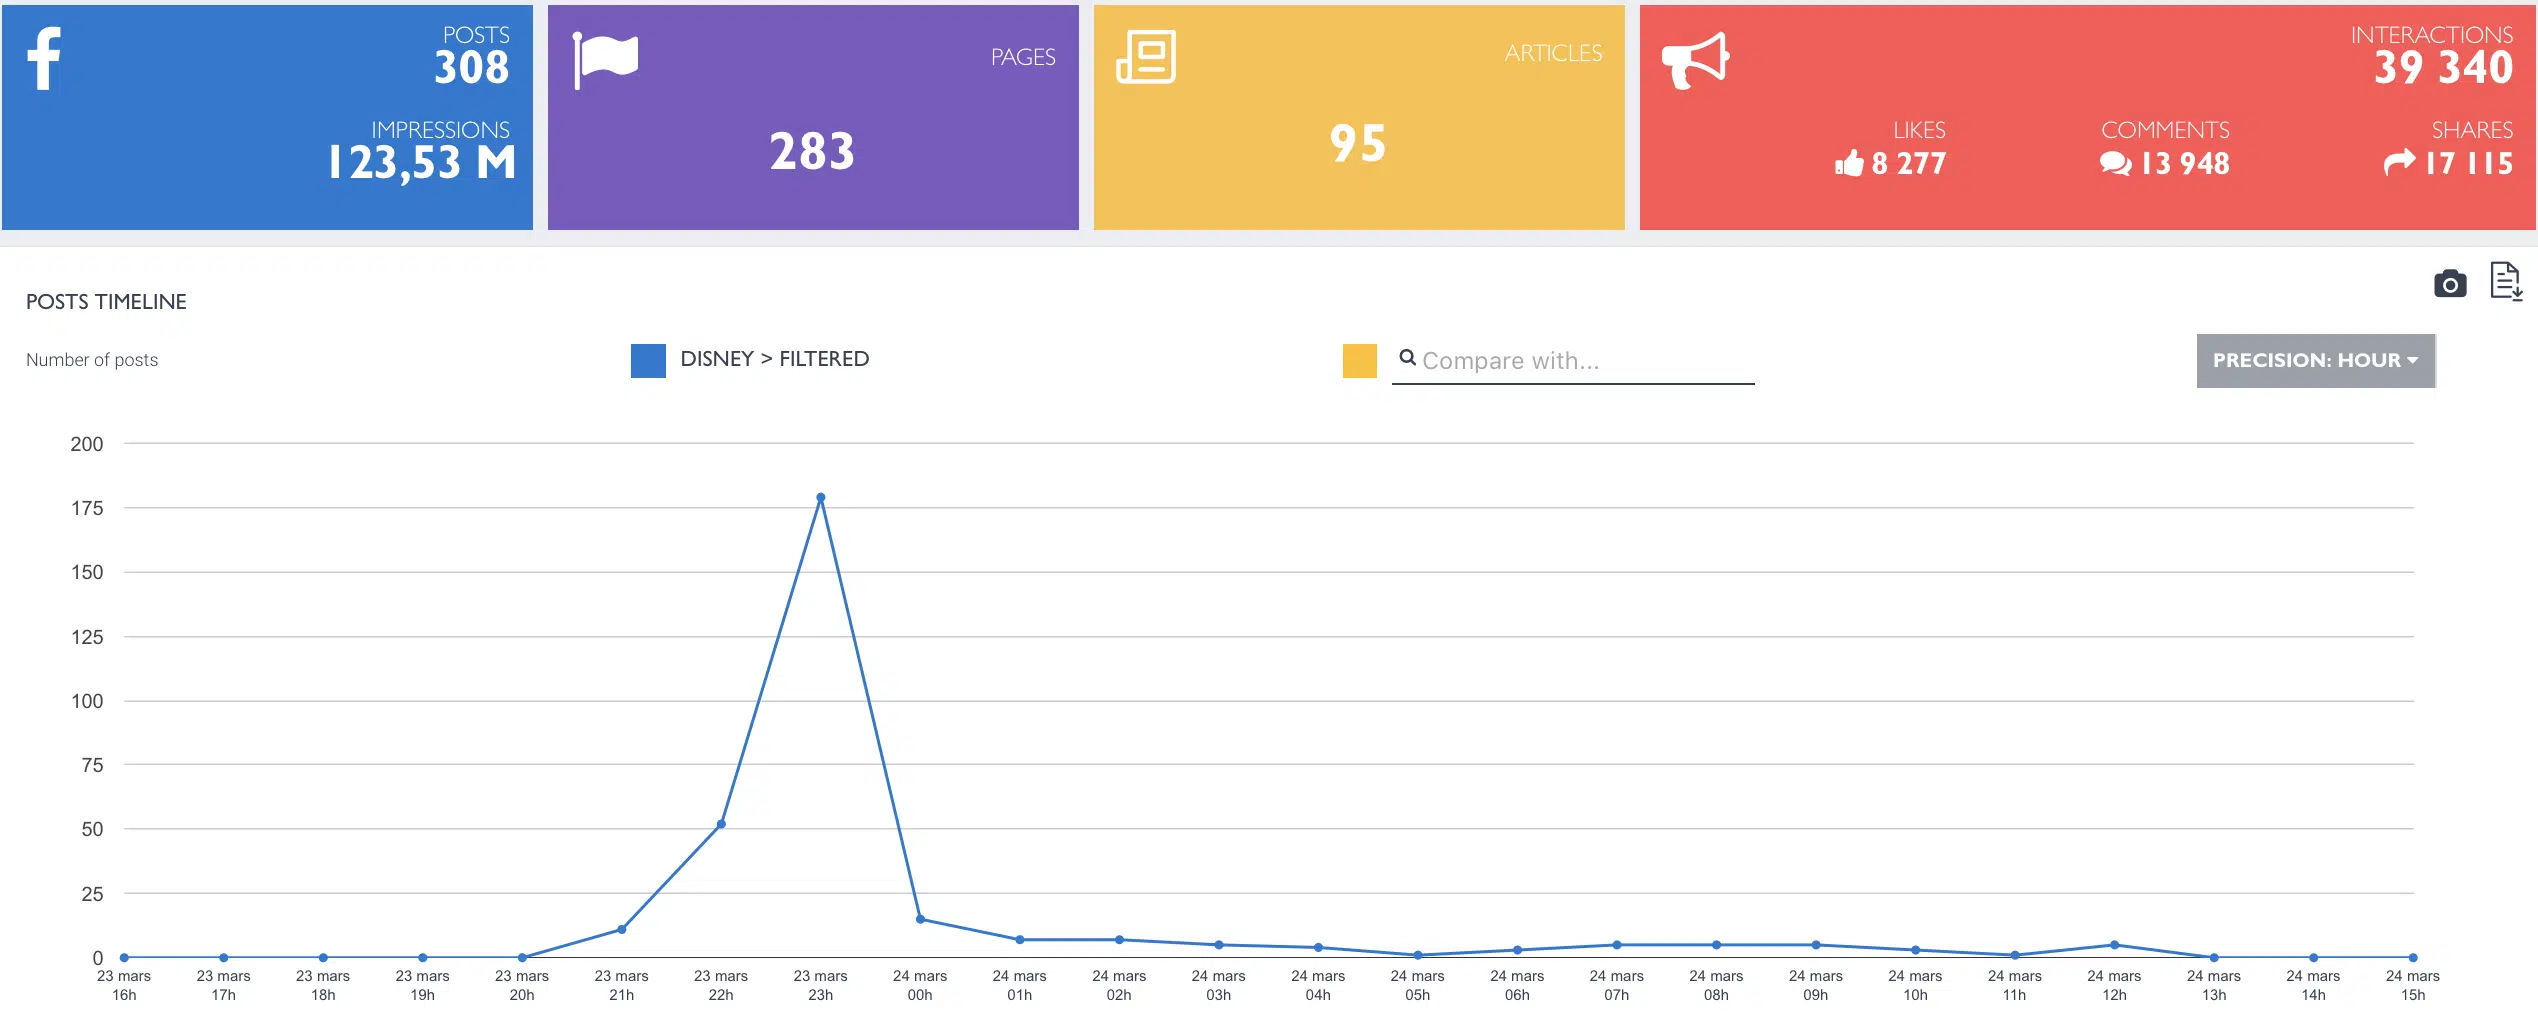 POSTS
308
IMPRESSIONS
123,53 M
PAGES
283
ARTICLES
95
INTERACTIONS
39 340
LIKES COMMENTS SHARES
8 277 13 948 17 115
POSTS TIMELINE
Number of posts
DISNEY > FILTERED
Compare with...
PRECISION: HOUR
200
175
150
125
100
75
50
25
0
23 mars 23 mars 23 mars 23 mars 23 mars 23 mars 23 mars 23 mars 24 mars 24 mars 24 mars 24 mars 24 mars 24 mars 24 mars 24 mars 24 mars 24 mars 24 mars 24 mars 24 mars 24 mars 24 mars 24 mars
16h 17h 18h 19h 20h 21h 22h 23h 00h 01h 02h 03h 04h 05h 06h 07h 08h 09h 10h 11h 12h 13h 14h 15h